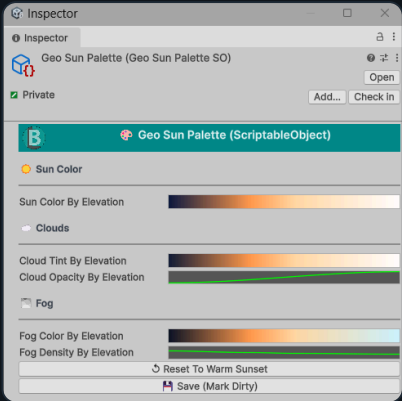 Inspector
Inspector
Geo Sun Palette (Geo Sun Palette SO)
Open
Private
Add... Check in
B Geo Sun Palette (ScriptableObject)
Sun Color
Sun Color By Elevation
Clouds
Cloud Tint By Elevation
Cloud Opacity By Elevation
Fog
Fog Color By Elevation
Fog Density By Elevation
Reset To Warm Sunset
Save (Mark Dirty)